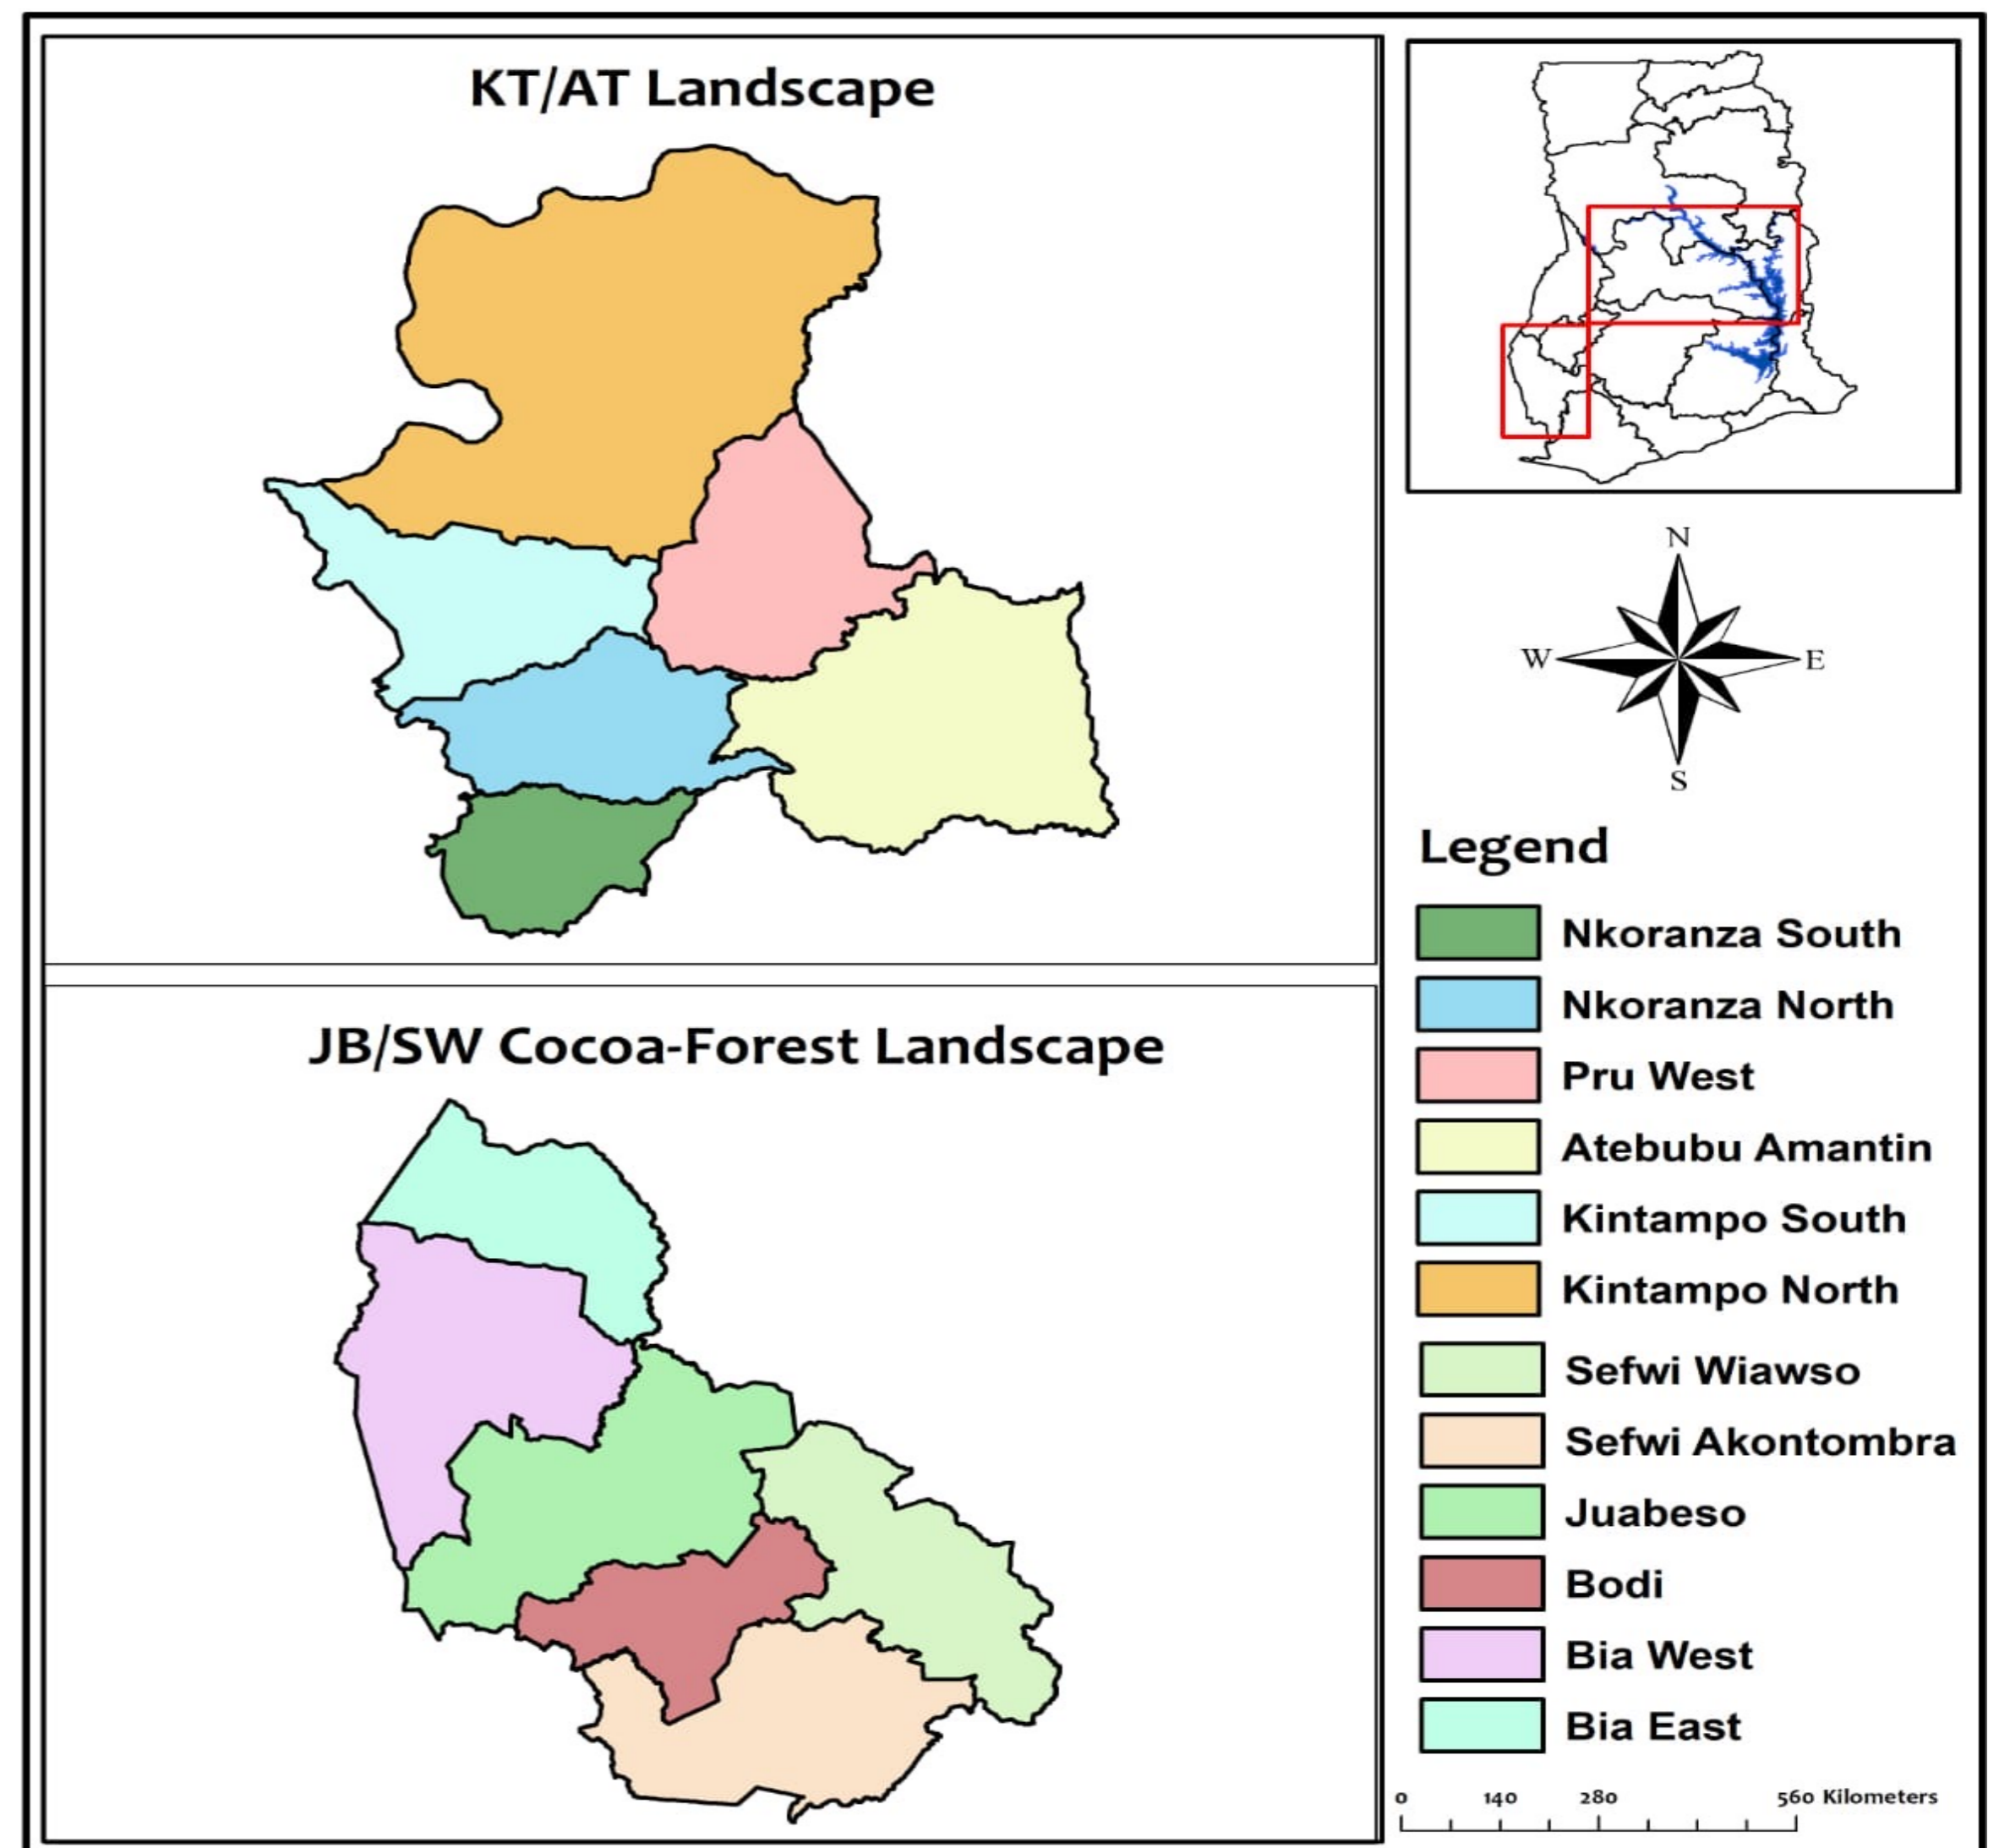 KT/AT Landscape
JB/SW Cocoa-Forest Landscape
N
W E
S
Legend
Nkoranza South
Nkoranza North
Pru West
Atebubu Amantin
Kintampo South
Kintampo North
Sefwi Wiawso
Sefwi Akontombra
Juabeso
Bodi
Bia West
Bia East
0 140 280 560 Kilometers